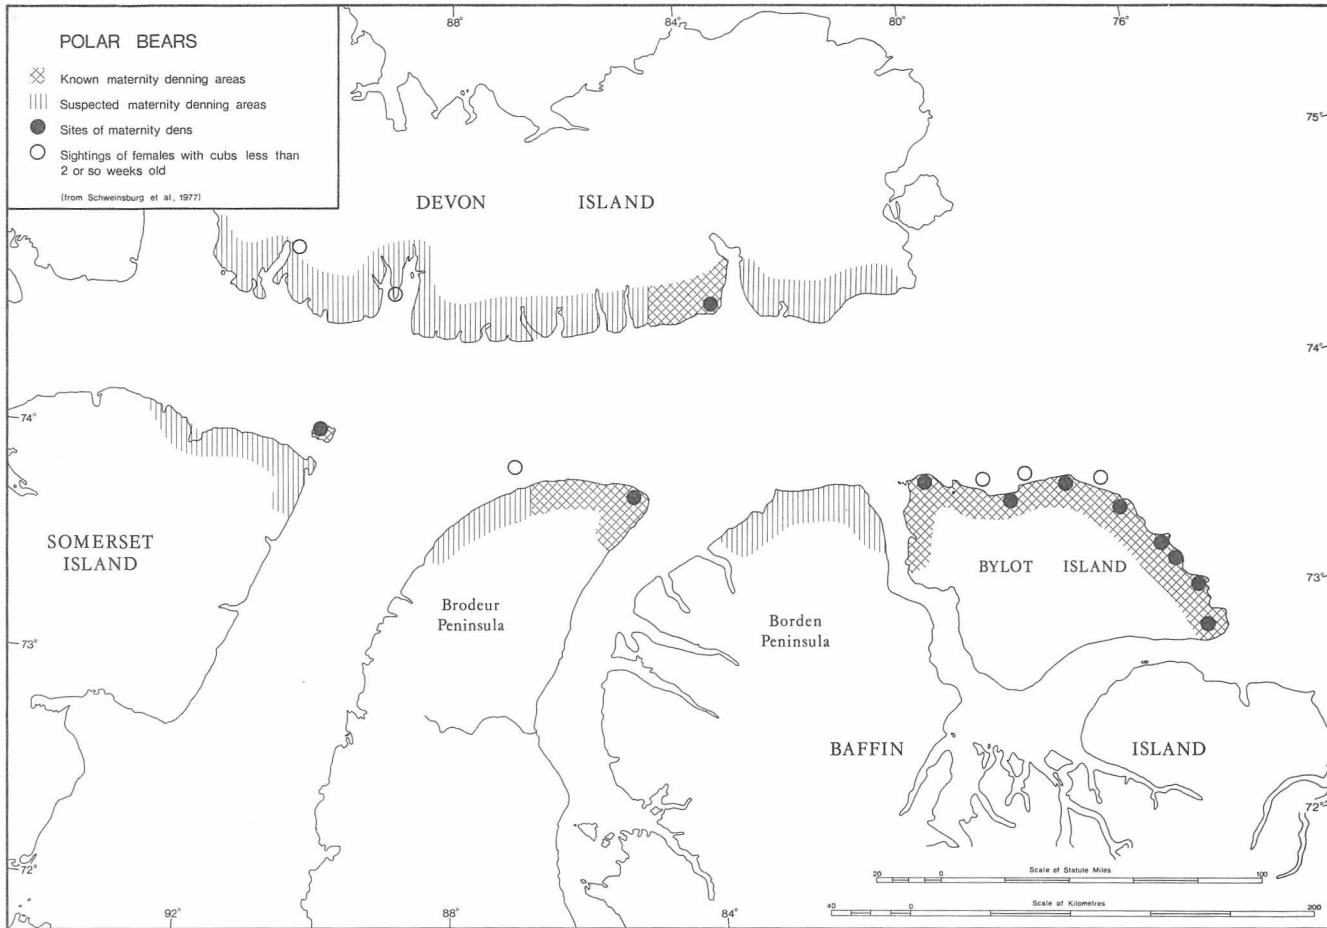 88°
84°
80°
76°
POLAR BEARS
Known maternity denning areas
Suspected maternity denning areas
Sites of maternity dens
Sightings of females with cubs less than
2 or so weeks old
(from Schweinsburg et al, 1977)
75°
DEVON ISLAND
74°
74°
SOMERSET
ISLAND
BYLOT ISLAND
73°
Brodeur
Peninsula
Borden
Peninsula
73°
BAFFIN ISLAND
72°
72°
Scale of Statute Miles
20 0 100
Scale of Kilometres
40 0 200
92°
88°
84°